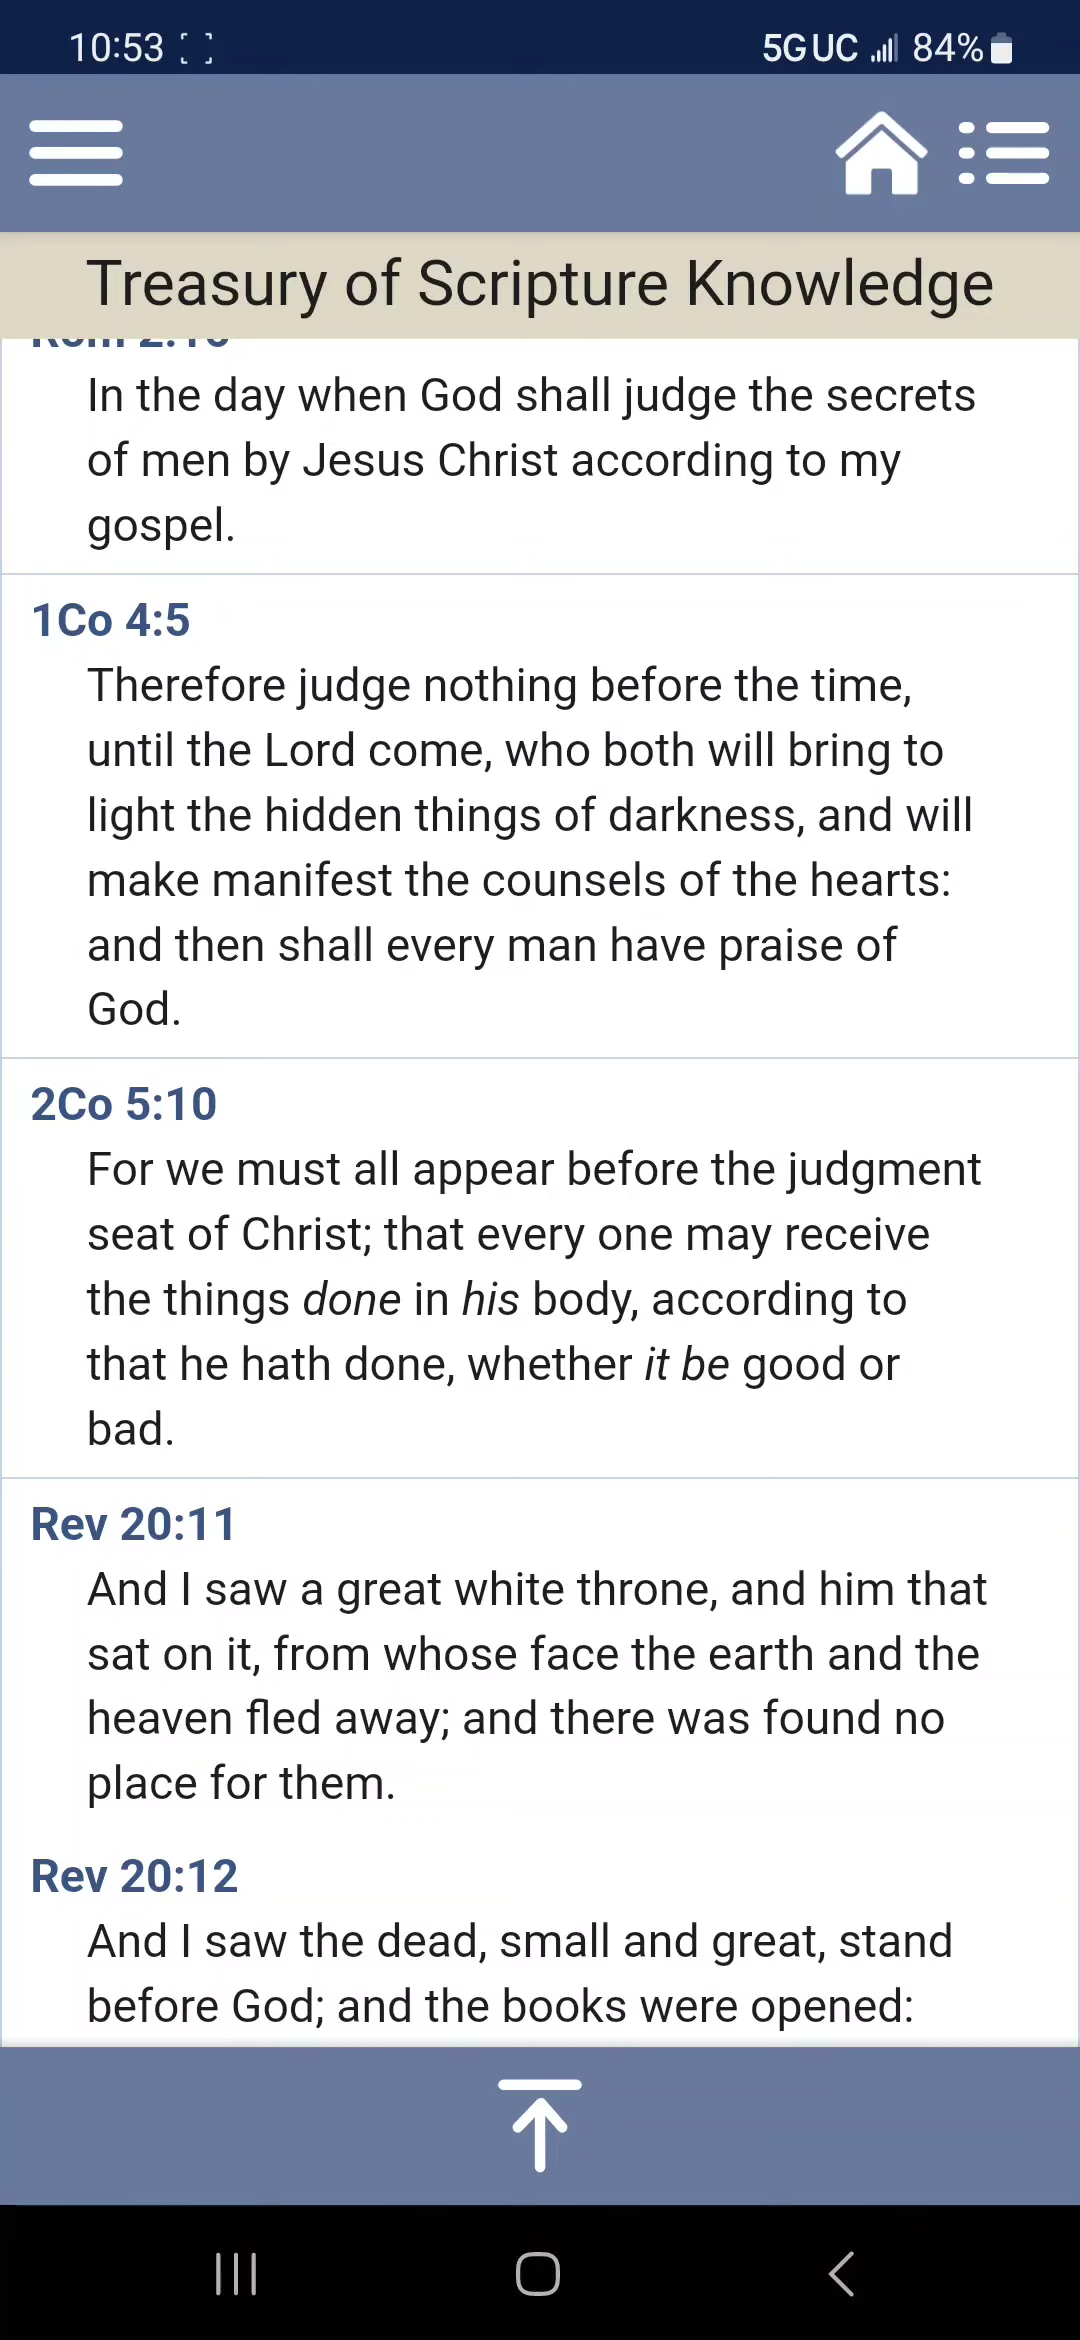 10:53
5G UC 84%
Treasury of Scripture Knowledge
In the day when God shall judge the secrets
of men by Jesus Christ according to my
gospel.
1Co 4:5
Therefore judge nothing before the time,
until the Lord come, who both will bring to
light the hidden things of darkness, and will
make manifest the counsels of the hearts:
and then shall every man have praise of
God.
2Co 5:10
For we must all appear before the judgment
seat of Christ; that every one may receive
the things done in his body, according to
that he hath done, whether it be good or
bad.
Rev 20:11
And I saw a great white throne, and him that
sat on it, from whose face the earth and the
heaven fled away; and there was found no
place for them.
Rev 20:12
And I saw the dead, small and great, stand
before God; and the books were opened: